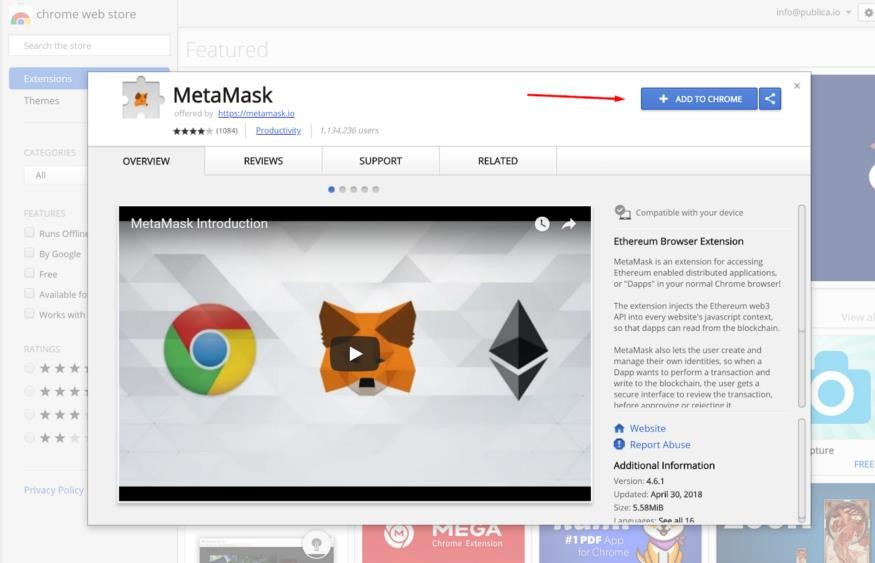 chrome web store
info@publica.io
Search the store
Featured
Extensions
Themes
CATEGORIES
All
FEATURES
Runs Offline
By Google
Free
Available fo
Works with
RATINGS
Privacy Policy
MetaMask
offered by https://metamask.io
(1084)
Productivity
1,134,236 users
ADD TO CHROME
OVERVIEW
REVIEWS
SUPPORT
RELATED
MetaMask Introduction
Compatible with your device
Ethereum Browser Extension
MetaMask is an extension for accessing
Ethereum enabled distributed applications,
or "Dapps" in your normal Chrome browser!
The extension injects the Ethereum web3
API into every website's javascript context,
so that dapps can read from the blockchain.
MetaMask also lets the user create and
manage their own identities, so when a
Dapp wants to perform a transaction and
write to the blockchain, the user gets a
secure interface to review the transaction,
before approving or rejecting it.
Website
Report Abuse
Additional Information
Version: 4.6.1
Updated: April 30, 2018
Size: 5.58MiB
Languages: See all 16
View al
pture
FREE
MEGA
Chrome Extension
#1 PDF App
for Chrome